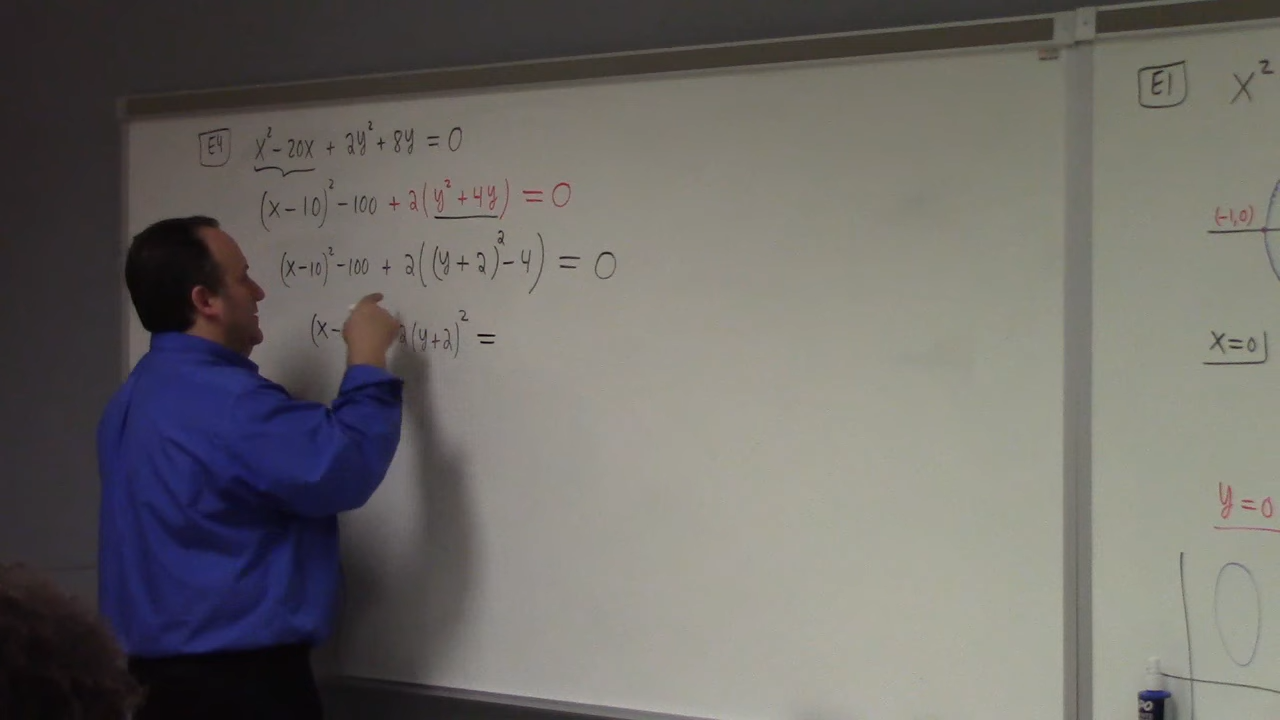 E4 x² - 20x + 2y² + 8y = 0
(x - 10)² - 100 + 2(y² + 4y) = 0
(x - 10)² - 100 + 2((y + 2)² - 4) = 0
(x - 2(y + 2)² =
E1 x²
(-1,0)
x = 0
y = 0